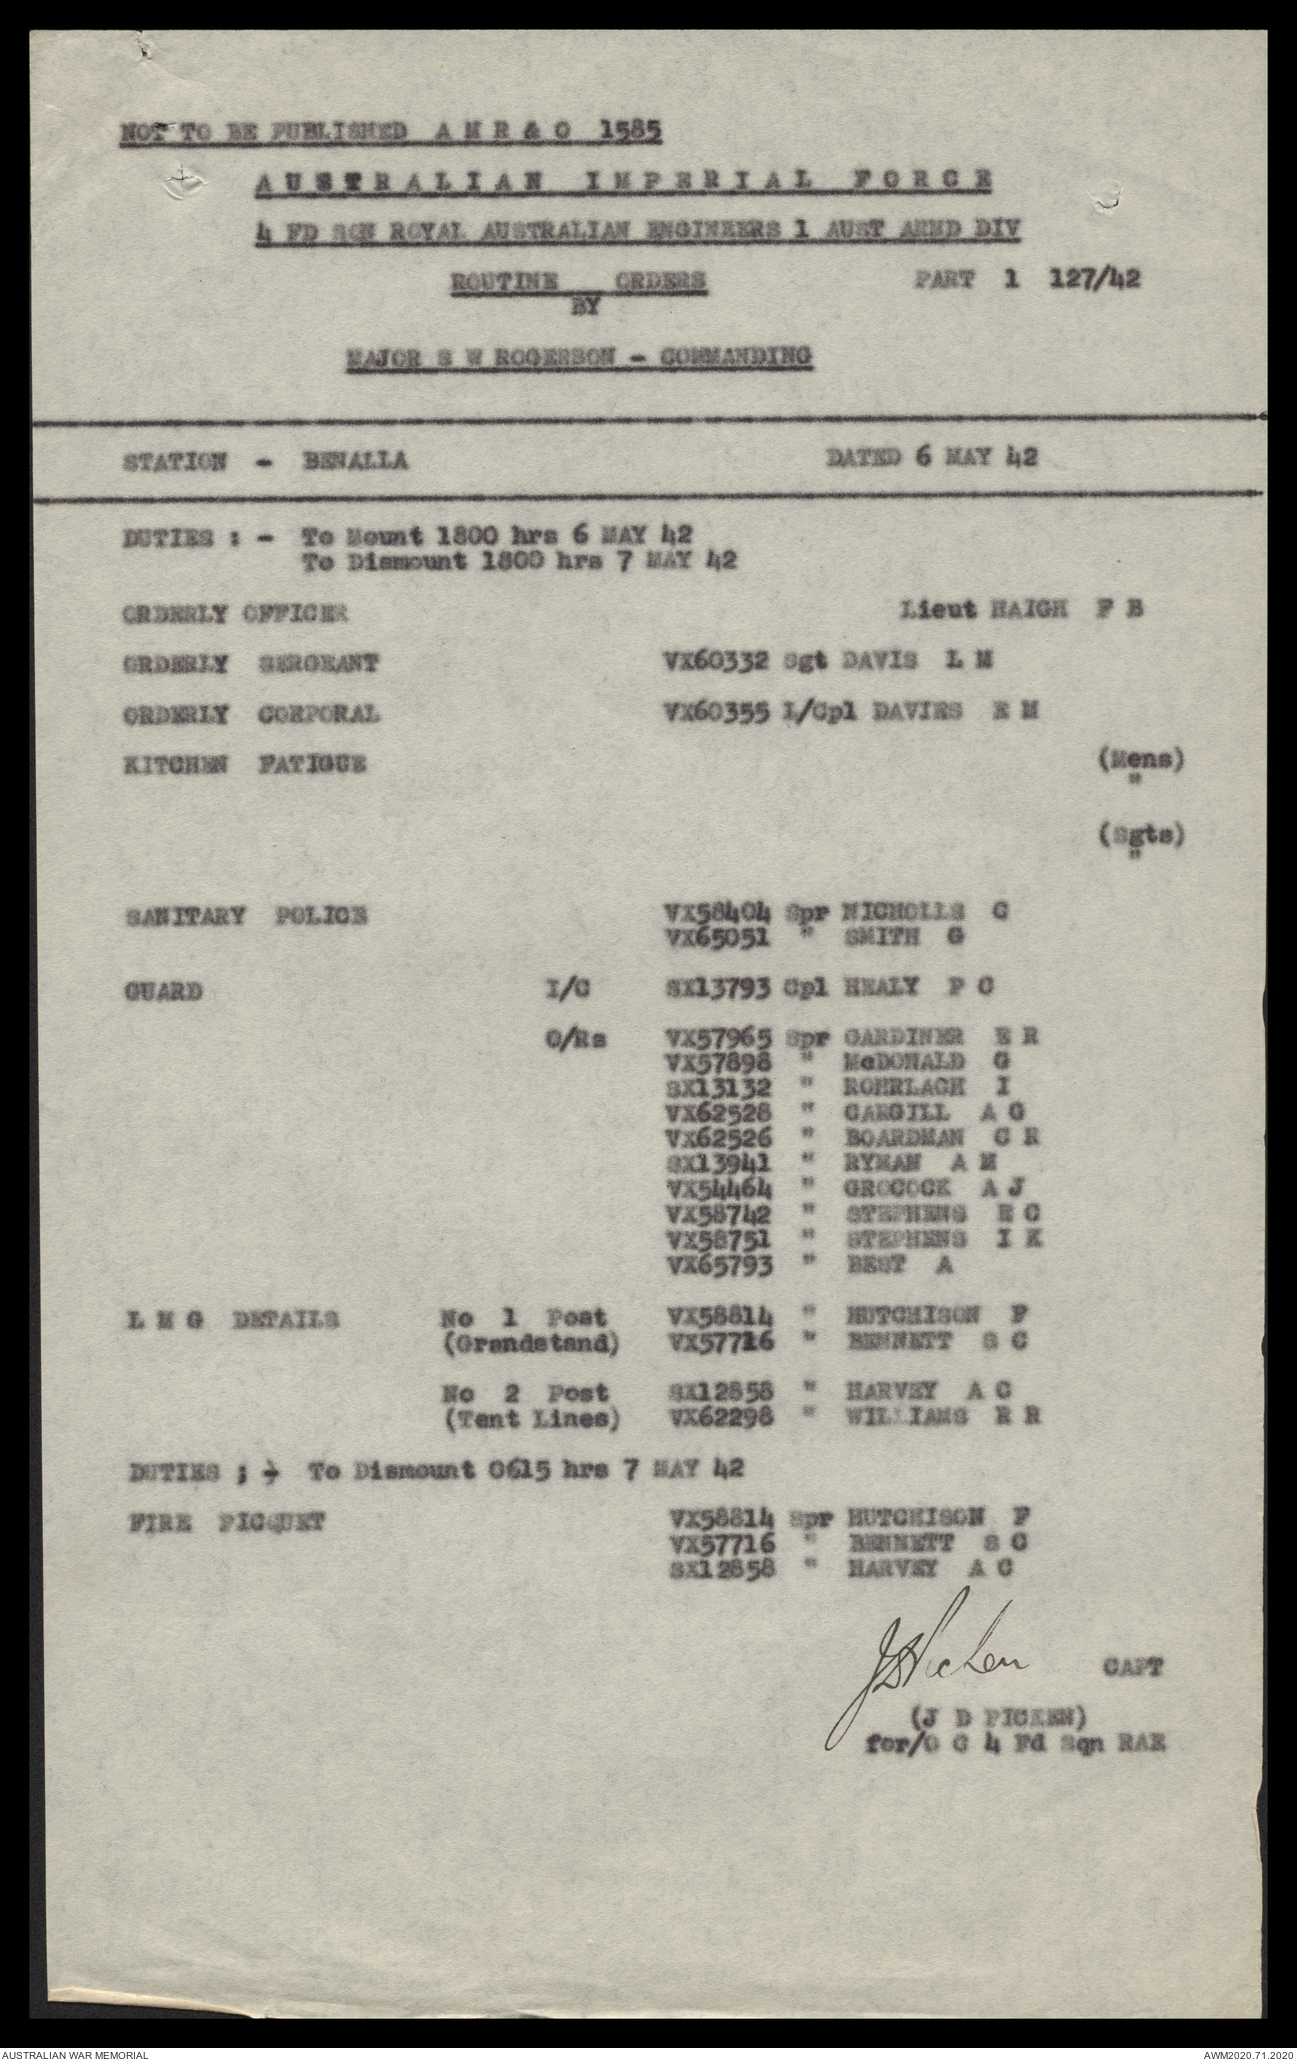 NOT TO BE PUBLISHED A M R & O 1585
AUSTRALIAN IMPERIAL FORCE
4 FD SQN ROYAL AUSTRALIAN ENGINEERS 1 AUST ARMD DIV
ROUTINE ORDERS PART 1 127/42
BY
MAJOR S W ROGERSON - COMMANDING
STATION - BENALLA DATED 6 MAY 42
DUTIES : - To Mount 1800 hrs 6 MAY 42
To Dismount 1800 hrs 7 MAY 42
ORDERLY OFFICER Lieut HAIGH F B
ORDERLY SERGEANT VX60332 Sgt DAVIS L M
ORDERLY CORPORAL VX60355 L/Cpl DAVIES E M
KITCHEN FATIGUE (Mens)
"
(Sgts)
"
SANITARY POLICE VX58404 Spr NICHOLLS C
VX65051 " SMITH G
GUARD I/C SX13793 Cpl HEALY P C
O/Rs VX57965 Spr GARDINER E R
VX57898 " McDONALD G
SX13132 " ROHRLACH I
VX62528 " CARGILL A G
VX62526 " BOARDMAN C R
SX13941 " RYMAN A M
VX54464 " GROCOCK A J
VX58742 " STEPHENS R C
VX58751 " STEPHENS I K
VX65793 " BEST A
L M G DETAILS No 1 Post VX58814 " HUTCHISON F
(Grandstand) VX57716 " BENNETT S C
No 2 Post SX12858 " HARVEY A C
(Tent Lines) VX62298 " WILLIAMS R R
DUTIES ; - To Dismount 0615 hrs 7 MAY 42
FIRE PICQUET VX58814 Spr HUTCHISON F
VX57716 " BENNETT S C
SX12858 " HARVEY A C
JDPicken CAPT
(J D PICKEN)
for/O C 4 Fd Sqn RAE
AUSTRALIAN WAR MEMORIAL AWM2020.71.2020